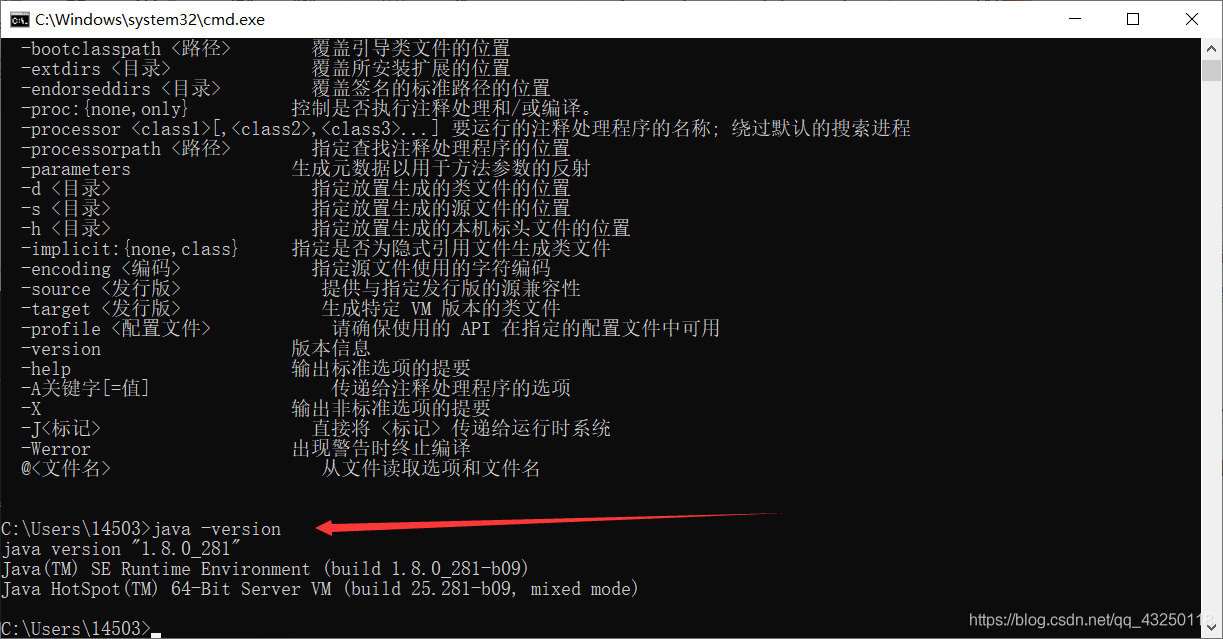 C:\Windows\system32\cmd.exe
-bootclasspath <路径> 覆盖引导类文件的位置
-extdirs <目录> 覆盖所安装扩展的位置
-endorseddirs <目录> 覆盖签名的标准路径的位置
-proc:{none,only} 控制是否执行注释处理和/或编译。
-processor <class1>[,<class2>,<class3>...] 要运行的注释处理程序的名称; 绕过默认的搜索进程
-processorpath <路径> 指定查找注释处理程序的位置
-parameters 生成元数据以用于方法参数的反射
-d <目录> 指定放置生成的类文件的位置
-s <目录> 指定放置生成的源文件的位置
-h <目录> 指定放置生成的本机标头文件的位置
-implicit:{none,class} 指定是否为隐式引用文件生成类文件
-encoding <编码> 指定源文件使用的字符编码
-source <发行版> 提供与指定发行版的源兼容性
-target <发行版> 生成特定 VM 版本的类文件
-profile <配置文件> 请确保使用的 API 在指定的配置文件中可用
-version 版本信息
-help 输出标准选项的提要
-A关键字[=值] 传递给注释处理程序的选项
-X 输出非标准选项的提要
-J<标记> 直接将 <标记> 传递给运行时系统
-Werror 出现警告时终止编译
@<文件名> 从文件读取选项和文件名
C:\Users\14503>java -version
java version "1.8.0_281"
Java(TM) SE Runtime Environment (build 1.8.0_281-b09)
Java HotSpot(TM) 64-Bit Server VM (build 25.281-b09, mixed mode)
C:\Users\14503>